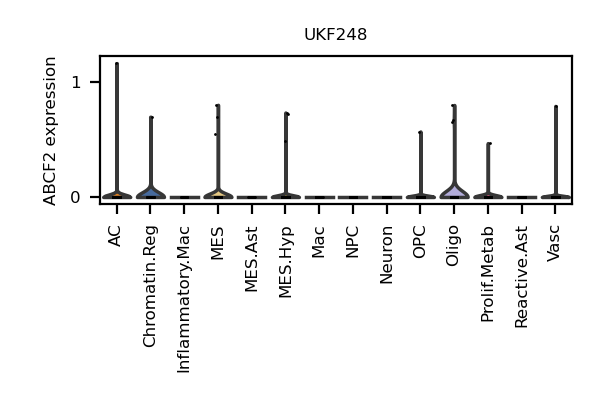 UKF248
ABCF2 expression
1
0
AC
Chromatin.Reg
Inflammatory.Mac
MES
MES.Ast
MES.Hyp
Mac
NPC
Neuron
OPC
Oligo
Prolif.Metab
Reactive.Ast
Vasc